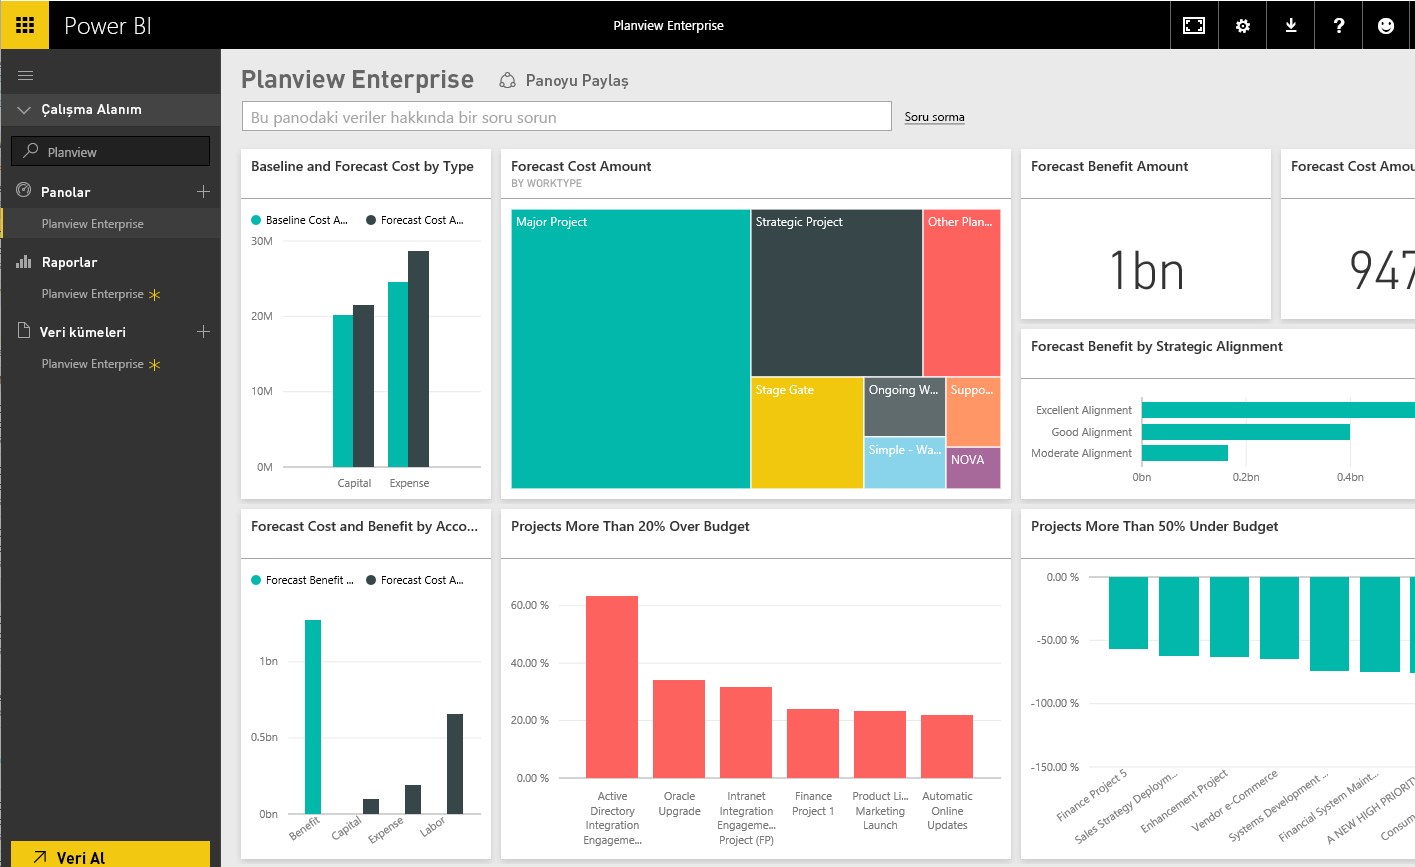 Power BI
Planview Enterprise
?
Çalışma Alanım
Planview
Panolar
Planview Enterprise
Raporlar
Planview Enterprise
Veri kümeleri
Planview Enterprise
Veri Al
Planview Enterprise
Panoyu Paylaş
Bu panodaki veriler hakkında bir soru sorun
Soru sorma
Baseline and Forecast Cost by Type
Baseline Cost A...
Forecast Cost A...
30M
20M
10M
0M
Capital
Expense
Forecast Cost Amount
BY WORKTYPE
Major Project
Strategic Project
Other Plan...
Stage Gate
Ongoing W...
Suppo...
Simple - Wa...
NOVA
Forecast Benefit Amount
1bn
Forecast Cost Amou
947
Forecast Benefit by Strategic Alignment
Excellent Alignment
Good Alignment
Moderate Alignment
0bn
0.2bn
0.4bn
Forecast Cost and Benefit by Acco...
Forecast Benefit ...
Forecast Cost A...
1bn
0.5bn
0bn
Benefit
Capital
Expense
Labor
Projects More Than 20% Over Budget
60.00 %
40.00 %
20.00 %
0.00 %
Active
Directory
Integration
Engageme...
Oracle
Upgrade
Intranet
Integration
Engageme...
Project (FP)
Finance
Project 1
Product Li...
Marketing
Launch
Automatic
Online
Updates
Projects More Than 50% Under Budget
0.00 %
-50.00 %
-100.00 %
-150.00 %
Finance Project 5
Sales Strategy Deploym...
Enhancement Project
Vendor e-Commerce
Systems Development ...
Financial System Maint...
A NEW HIGH PRIORIT
Consum